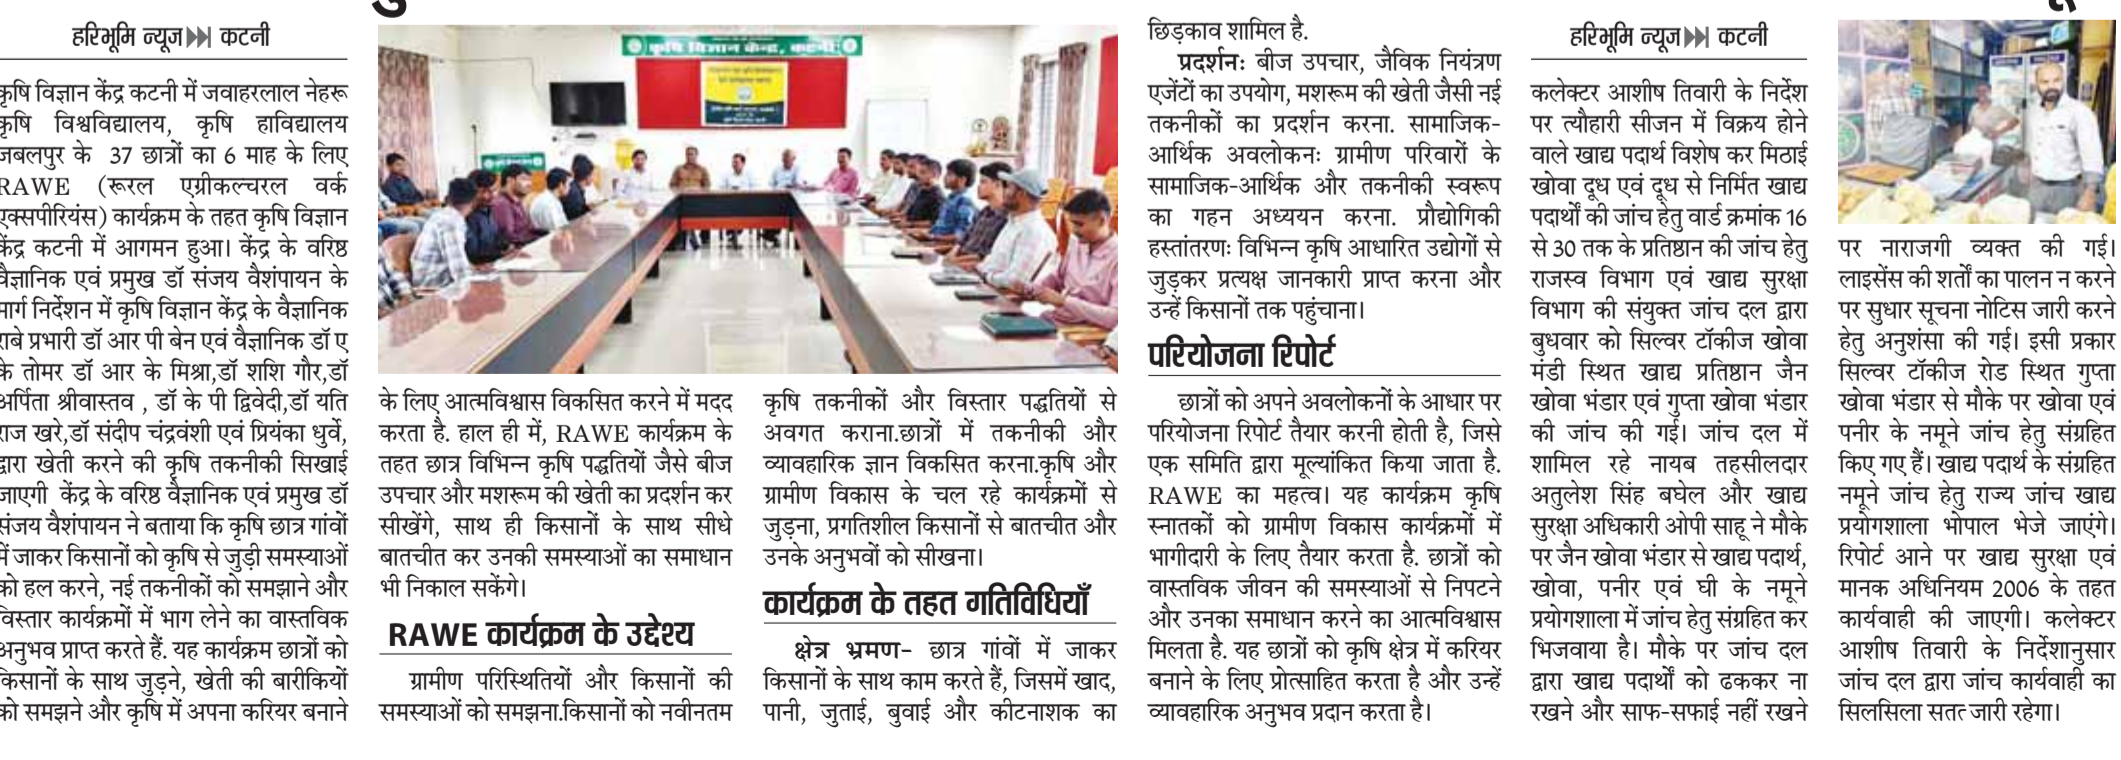 हरिभूमि न्यूज कटनी
कृषि विज्ञान केंद्र कटनी में जवाहरलाल नेहरू
कृषि विश्वविद्यालय, कृषि हाविद्यालय
जबलपुर के 37 छात्रों का 6 माह के लिए
RAWE (रूरल एग्रीकल्चरल वर्क
एक्सपीरियंस) कार्यक्रम के तहत कृषि विज्ञान
केंद्र कटनी में आगमन हुआ। केंद्र के वरिष्ठ
वैज्ञानिक एवं प्रमुख डॉ संजय वैशंपायन के
मार्ग निर्देशन में कृषि विज्ञान केंद्र के वैज्ञानिक
राबे प्रभारी डॉ आर पी बेन एवं वैज्ञानिक डॉ ए
के तोमर डॉ आर के मिश्रा,डॉ शशि गौर,डॉ
अर्पिता श्रीवास्तव , डॉ के पी द्विवेदी,डॉ यति
राज खरे,डॉ संदीप चंद्रवंशी एवं प्रियंका धुर्वे,
द्वारा खेती करने की कृषि तकनीकी सिखाई
जाएगी केंद्र के वरिष्ठ वैज्ञानिक एवं प्रमुख डॉ
संजय वैशंपायन ने बताया कि कृषि छात्र गांवों
में जाकर किसानों को कृषि से जुड़ी समस्याओं
को हल करने, नई तकनीकों को समझाने और
विस्तार कार्यक्रमों में भाग लेने का वास्तविक
अनुभव प्राप्त करते हैं. यह कार्यक्रम छात्रों को
किसानों के साथ जुड़ने, खेती की बारीकियों
को समझने और कृषि में अपना करियर बनाने
कृषि विज्ञान केन्द्र, कटनी
के लिए आत्मविश्वास विकसित करने में मदद
करता है. हाल ही में, RAWE कार्यक्रम के
तहत छात्र विभिन्न कृषि पद्धतियों जैसे बीज
उपचार और मशरूम की खेती का प्रदर्शन कर
सीखेंगे, साथ ही किसानों के साथ सीधे
बातचीत कर उनकी समस्याओं का समाधान
भी निकाल सकेंगे।
RAWE कार्यक्रम के उद्देश्य
ग्रामीण परिस्थितियों और किसानों की
समस्याओं को समझना.किसानों को नवीनतम
कृषि तकनीकों और विस्तार पद्धतियों से
अवगत कराना.छात्रों में तकनीकी और
व्यावहारिक ज्ञान विकसित करना.कृषि और
ग्रामीण विकास के चल रहे कार्यक्रमों से
जुड़ना, प्रगतिशील किसानों से बातचीत और
उनके अनुभवों को सीखना।
कार्यक्रम के तहत गतिविधियाँ
क्षेत्र भ्रमण- छात्र गांवों में जाकर
किसानों के साथ काम करते हैं, जिसमें खाद,
पानी, जुताई, बुवाई और कीटनाशक का
छिड़काव शामिल है.
प्रदर्शनः बीज उपचार, जैविक नियंत्रण
एजेंटों का उपयोग, मशरूम की खेती जैसी नई
तकनीकों का प्रदर्शन करना. सामाजिक-
आर्थिक अवलोकनः ग्रामीण परिवारों के
सामाजिक-आर्थिक और तकनीकी स्वरूप
का गहन अध्ययन करना. प्रौद्योगिकी
हस्तांतरणः विभिन्न कृषि आधारित उद्योगों से
जुड़कर प्रत्यक्ष जानकारी प्राप्त करना और
उन्हें किसानों तक पहुंचाना।
परियोजना रिपोर्ट
छात्रों को अपने अवलोकनों के आधार पर
परियोजना रिपोर्ट तैयार करनी होती है, जिसे
एक समिति द्वारा मूल्यांकित किया जाता है.
RAWE का महत्व। यह कार्यक्रम कृषि
स्नातकों को ग्रामीण विकास कार्यक्रमों में
भागीदारी के लिए तैयार करता है. छात्रों को
वास्तविक जीवन की समस्याओं से निपटने
और उनका समाधान करने का आत्मविश्वास
मिलता है. यह छात्रों को कृषि क्षेत्र में करियर
बनाने के लिए प्रोत्साहित करता है और उन्हें
व्यावहारिक अनुभव प्रदान करता है।
हरिभूमि न्यूज कटनी
कलेक्टर आशीष तिवारी के निर्देश
पर त्यौहारी सीजन में विक्रय होने
वाले खाद्य पदार्थ विशेष कर मिठाई
खोवा दूध एवं दूध से निर्मित खाद्य
पदार्थों की जांच हेतु वार्ड क्रमांक 16
से 30 तक के प्रतिष्ठान की जांच हेतु
राजस्व विभाग एवं खाद्य सुरक्षा
विभाग की संयुक्त जांच दल द्वारा
बुधवार को सिल्वर टॉकीज खोवा
मंडी स्थित खाद्य प्रतिष्ठान जैन
खोवा भंडार एवं गुप्ता खोवा भंडार
की जांच की गई। जांच दल में
शामिल रहे नायब तहसीलदार
अतुलेश सिंह बघेल और खाद्य
सुरक्षा अधिकारी ओपी साहू ने मौके
पर जैन खोवा भंडार से खाद्य पदार्थ,
खोवा, पनीर एवं घी के नमूने
प्रयोगशाला में जांच हेतु संग्रहित कर
भिजवाया है। मौके पर जांच दल
द्वारा खाद्य पदार्थों को ढककर ना
रखने और साफ-सफाई नहीं रखने
पर नाराजगी व्यक्त की गई।
लाइसेंस की शर्तों का पालन न करने
पर सुधार सूचना नोटिस जारी करने
हेतु अनुशंसा की गई। इसी प्रकार
सिल्वर टॉकीज रोड स्थित गुप्ता
खोवा भंडार से मौके पर खोवा एवं
पनीर के नमूने जांच हेतु संग्रहित
किए गए हैं। खाद्य पदार्थ के संग्रहित
नमूने जांच हेतु राज्य जांच खाद्य
प्रयोगशाला भोपाल भेजे जाएंगे।
रिपोर्ट आने पर खाद्य सुरक्षा एवं
मानक अधिनियम 2006 के तहत
कार्यवाही की जाएगी। कलेक्टर
आशीष तिवारी के निर्देशानुसार
जांच दल द्वारा जांच कार्यवाही का
सिलसिला सतत जारी रहेगा।